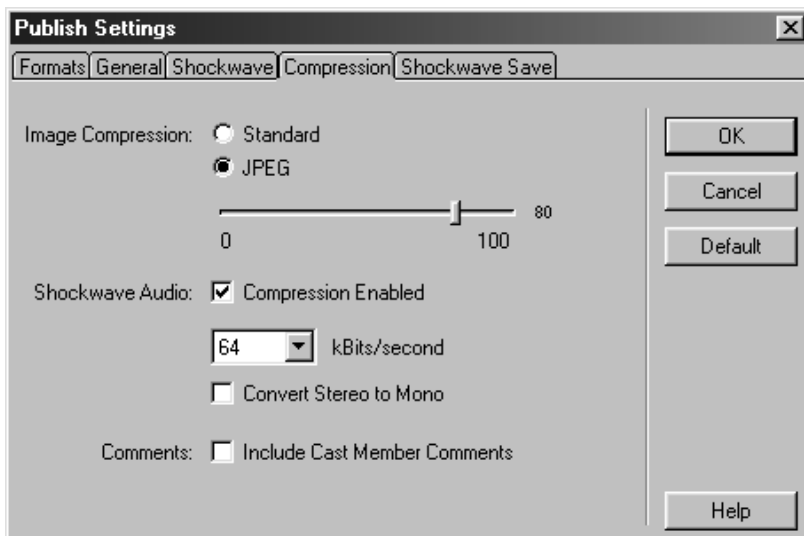 Publish Settings
Formats General Shockwave Compression Shockwave Save
Image Compression: Standard
JPEG
80
0 100
Shockwave Audio: Compression Enabled
64 kBits/second
Convert Stereo to Mono
Comments: Include Cast Member Comments
OK
Cancel
Default
Help